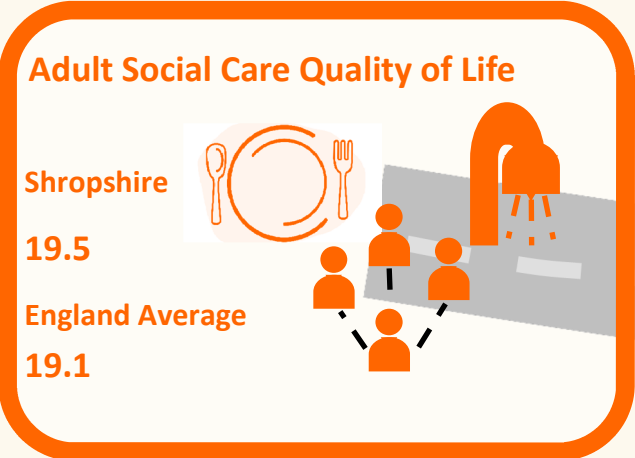 Adult Social Care Quality of Life
Shropshire
19.5
England Average
19.1